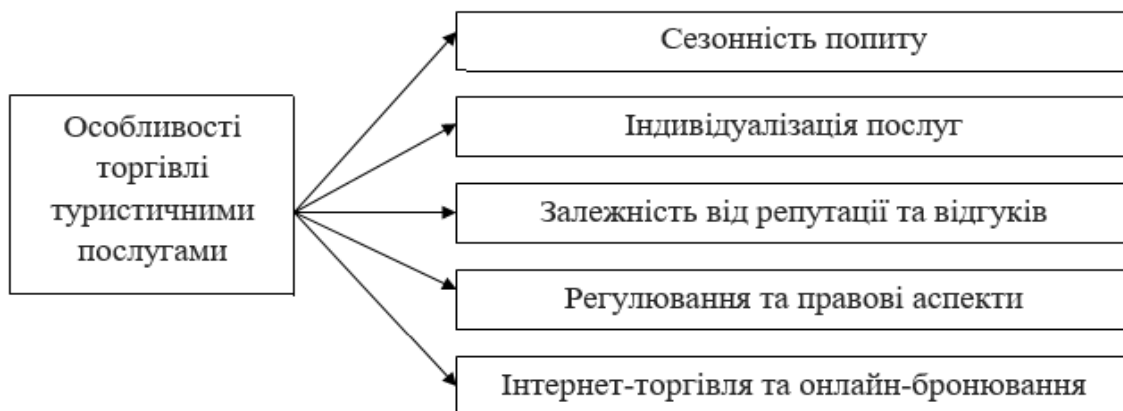 Особливості
торгівлі
туристичними
послугами
Сезонність попиту
Індивідуалізація послуг
Залежність від репутації та відгуків
Регулювання та правові аспекти
Інтернет-торгівля та онлайн-бронювання